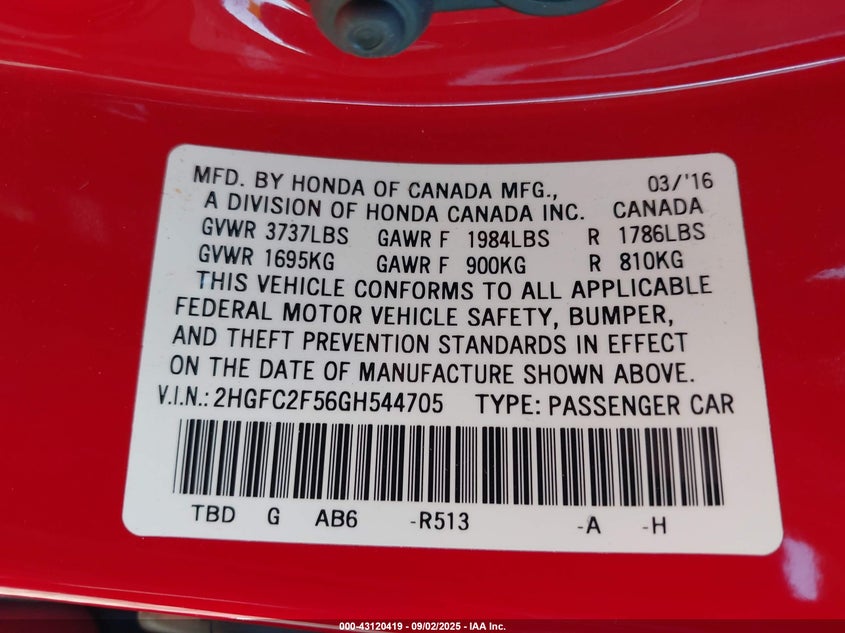 MFD. BY HONDA OF CANADA MFG., 03/'16
A DIVISION OF HONDA CANADA INC. CANADA
GVWR 3737LBS GAWR F 1984LBS R 1786LBS
GVWR 1695KG GAWR F 900KG R 810KG
THIS VEHICLE CONFORMS TO ALL APPLICABLE
FEDERAL MOTOR VEHICLE SAFETY, BUMPER,
AND THEFT PREVENTION STANDARDS IN EFFECT
ON THE DATE OF MANUFACTURE SHOWN ABOVE.
V.I.N.: 2HGFC2F56GH544705 TYPE: PASSENGER CAR
TBD G AB6 -R513 -A -H
000-43120419 - 09/02/2025 - IAA Inc.